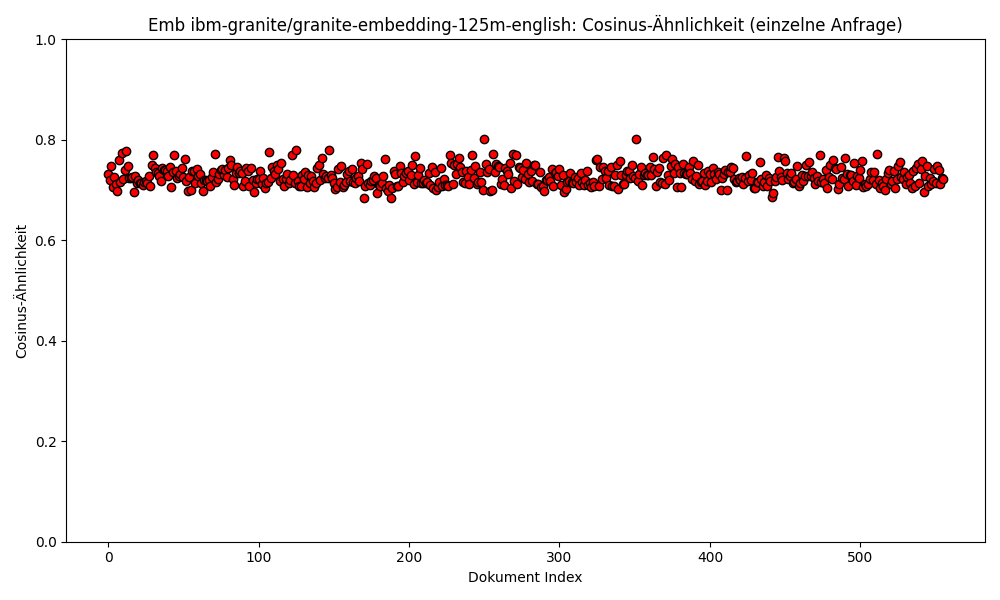 Emb ibm-granite/granite-embedding-125m-english: Cosinus-Ähnlichkeit (einzelne Anfrage)
1.0
0.8
0.6
0.4
0.2
0.0
Cosinus-Ähnlichkeit
0 100 200 300 400 500
Dokument Index